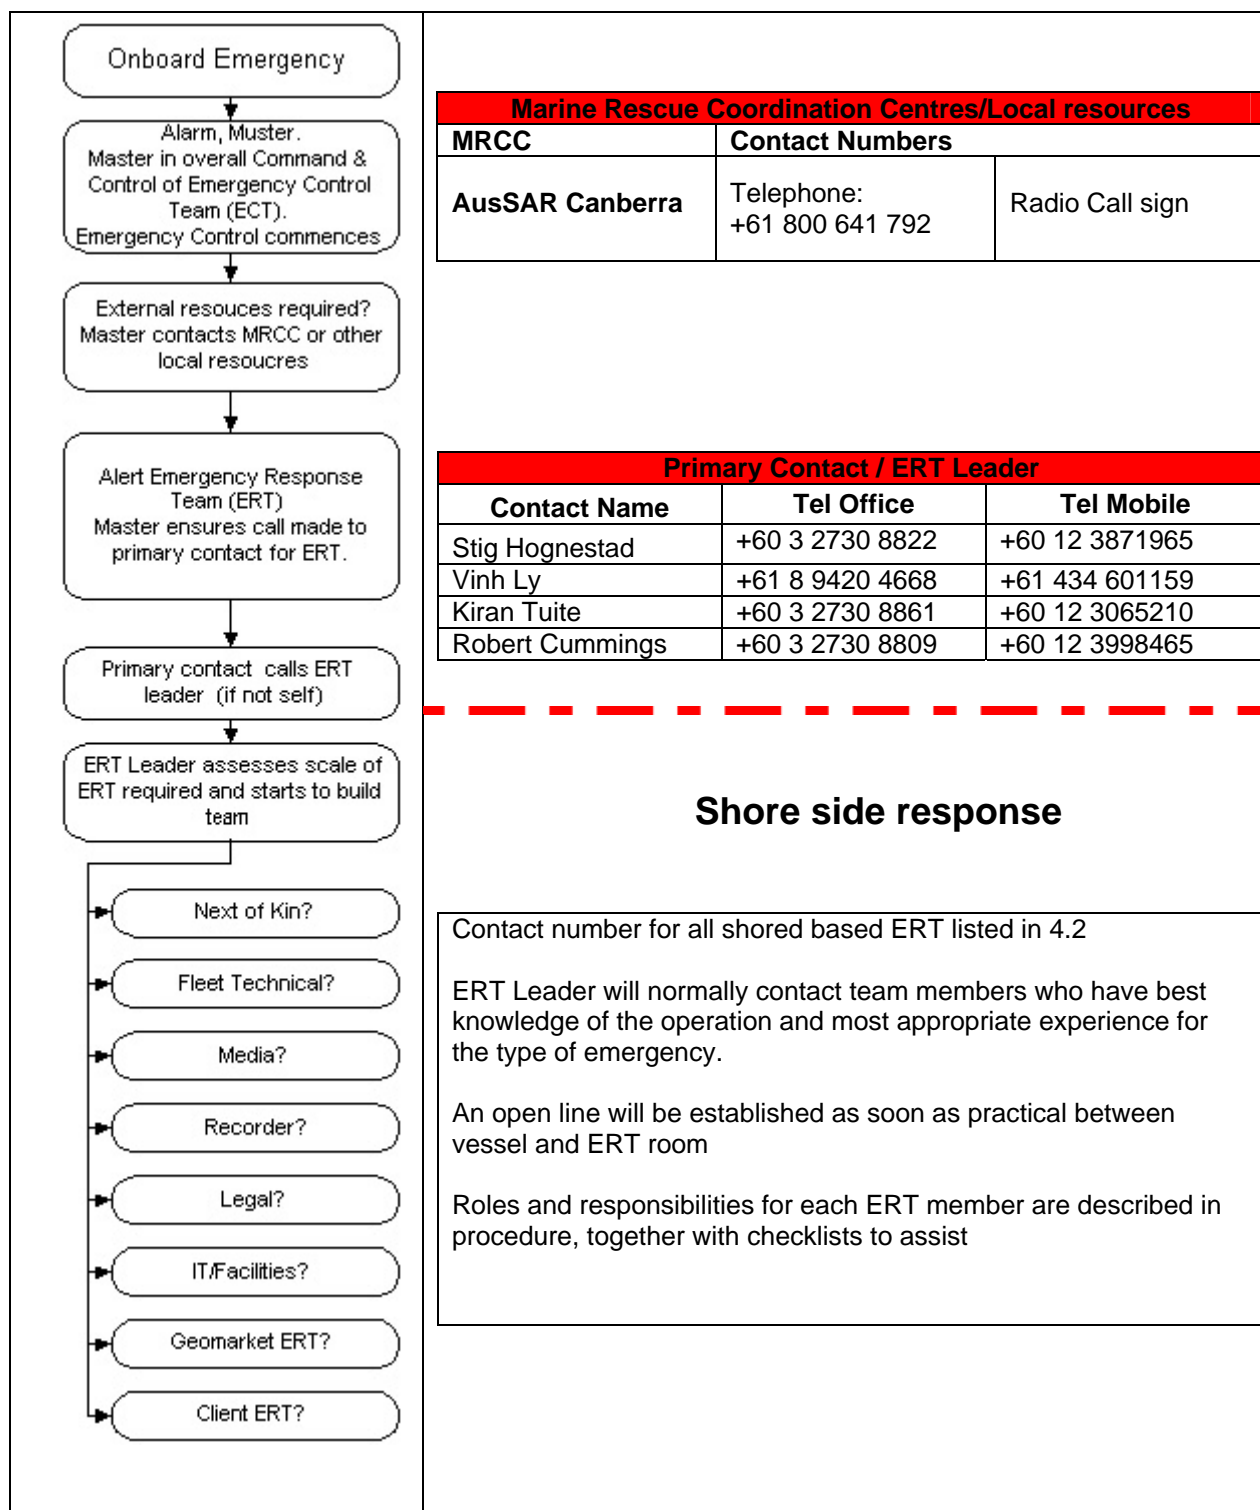 Onboard Emergency
Alarm, Muster.
Master in overall Command &
Control of Emergency Control
Team (ECT).
Emergency Control commences
External resouces required?
Master contacts MRCC or other
local resoucres
Alert Emergency Response
Team (ERT)
Master ensures call made to
primary contact for ERT.
Primary contact calls ERT
leader (if not self)
ERT Leader assesses scale of
ERT required and starts to build
team
Next of Kin?
Fleet Technical?
Media?
Recorder?
Legal?
IT/Facilities?
Geomarket ERT?
Client ERT?
Marine Rescue Coordination Centres/Local resources
MRCC Contact Numbers
AusSAR Canberra Telephone: +61 800 641 792 Radio Call sign
Primary Contact / ERT Leader
Contact Name Tel Office Tel Mobile
Stig Hognestad +60 3 2730 8822 +60 12 3871965
Vinh Ly +61 8 9420 4668 +61 434 601159
Kiran Tuite +60 3 2730 8861 +60 12 3065210
Robert Cummings +60 3 2730 8809 +60 12 3998465
Shore side response
Contact number for all shored based ERT listed in 4.2
ERT Leader will normally contact team members who have best
knowledge of the operation and most appropriate experience for
the type of emergency.
An open line will be established as soon as practical between
vessel and ERT room
Roles and responsibilities for each ERT member are described in
procedure, together with checklists to assist